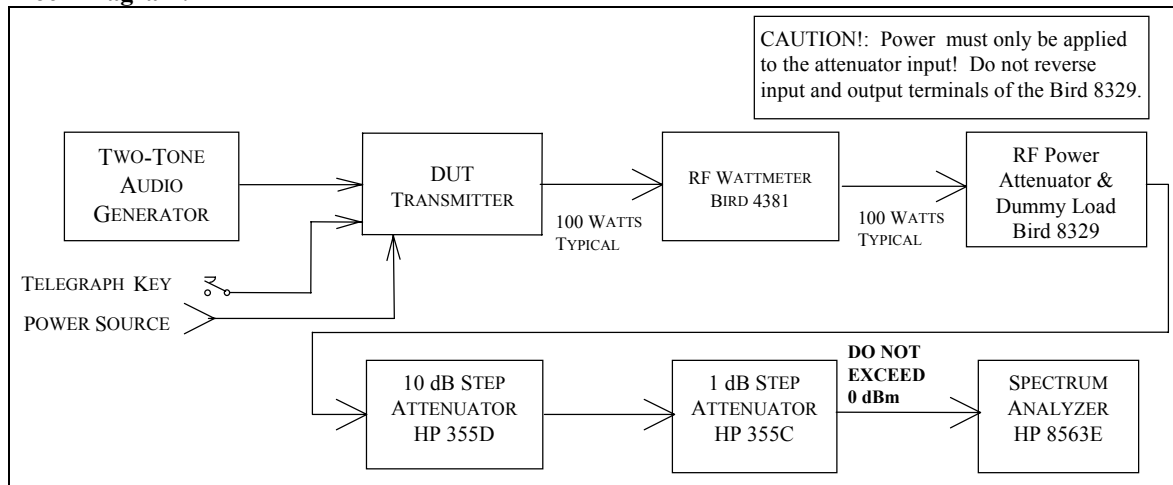 CAUTION!: Power must only be applied
to the attenuator input! Do not reverse
input and output terminals of the Bird 8329.
TWO-TONE
AUDIO
GENERATOR
DUT
TRANSMITTER
100 WATTS
TYPICAL
RF WATTMETER
BIRD 4381
100 WATTS
TYPICAL
RF Power
Attenuator &
Dummy Load
Bird 8329
TELEGRAPH KEY
POWER SOURCE
10 dB STEP
ATTENUATOR
HP 355D
1 dB STEP
ATTENUATOR
HP 355C
DO NOT
EXCEED
0 dBm
SPECTRUM
ANALYZER
HP 8563E